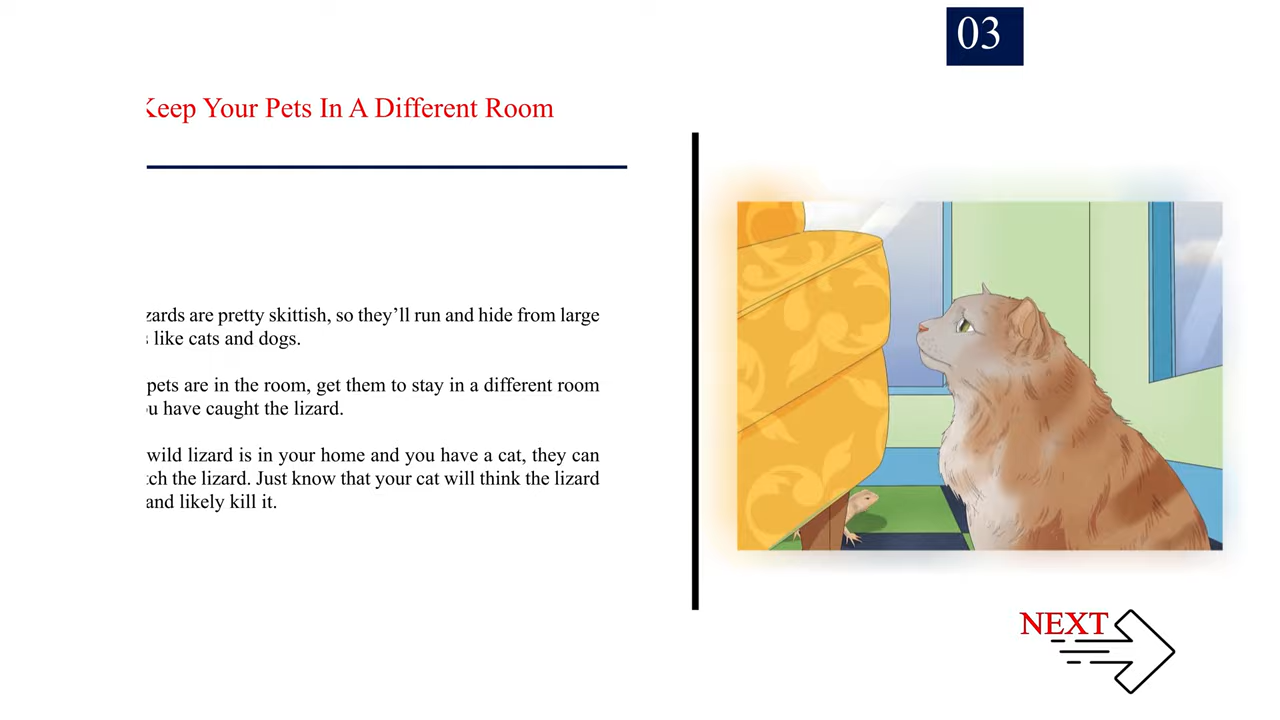 03
Keep Your Pets In A Different Room
zards are pretty skittish, so they’ll run and hide from large
like cats and dogs.
pets are in the room, get them to stay in a different room
u have caught the lizard.
wild lizard is in your home and you have a cat, they can
tch the lizard. Just know that your cat will think the lizard
and likely kill it.
NEXT